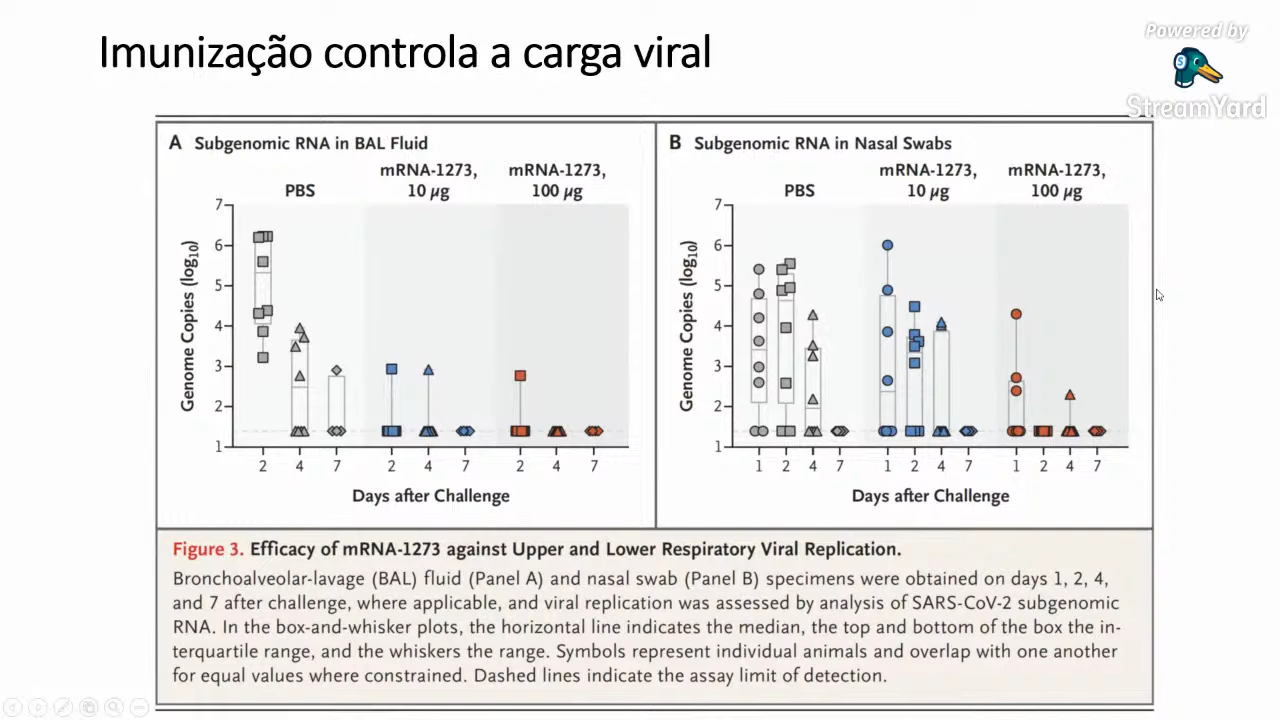 Imunização controla a carga viral
Powered by
S
StreamYard
A Subgenomic RNA in BAL Fluid
PBS
mRNA-1273,
10 µg
mRNA-1273,
100 µg
Genome Copies (log10)
7
6
5
4
3
2
1
2 4 7 2 4 7 2 4 7
Days after Challenge
B Subgenomic RNA in Nasal Swabs
PBS
mRNA-1273,
10 µg
mRNA-1273,
100 µg
Genome Copies (log10)
7
6
5
4
3
2
1
1 2 4 7 1 2 4 7 1 2 4 7
Days after Challenge
Figure 3. Efficacy of mRNA-1273 against Upper and Lower Respiratory Viral Replication.
Bronchoalveolar-lavage (BAL) fluid (Panel A) and nasal swab (Panel B) specimens were obtained on days 1, 2, 4,
and 7 after challenge, where applicable, and viral replication was assessed by analysis of SARS-CoV-2 subgenomic
RNA. In the box-and-whisker plots, the horizontal line indicates the median, the top and bottom of the box the in-
terquartile range, and the whiskers the range. Symbols represent individual animals and overlap with one another
for equal values where constrained. Dashed lines indicate the assay limit of detection.